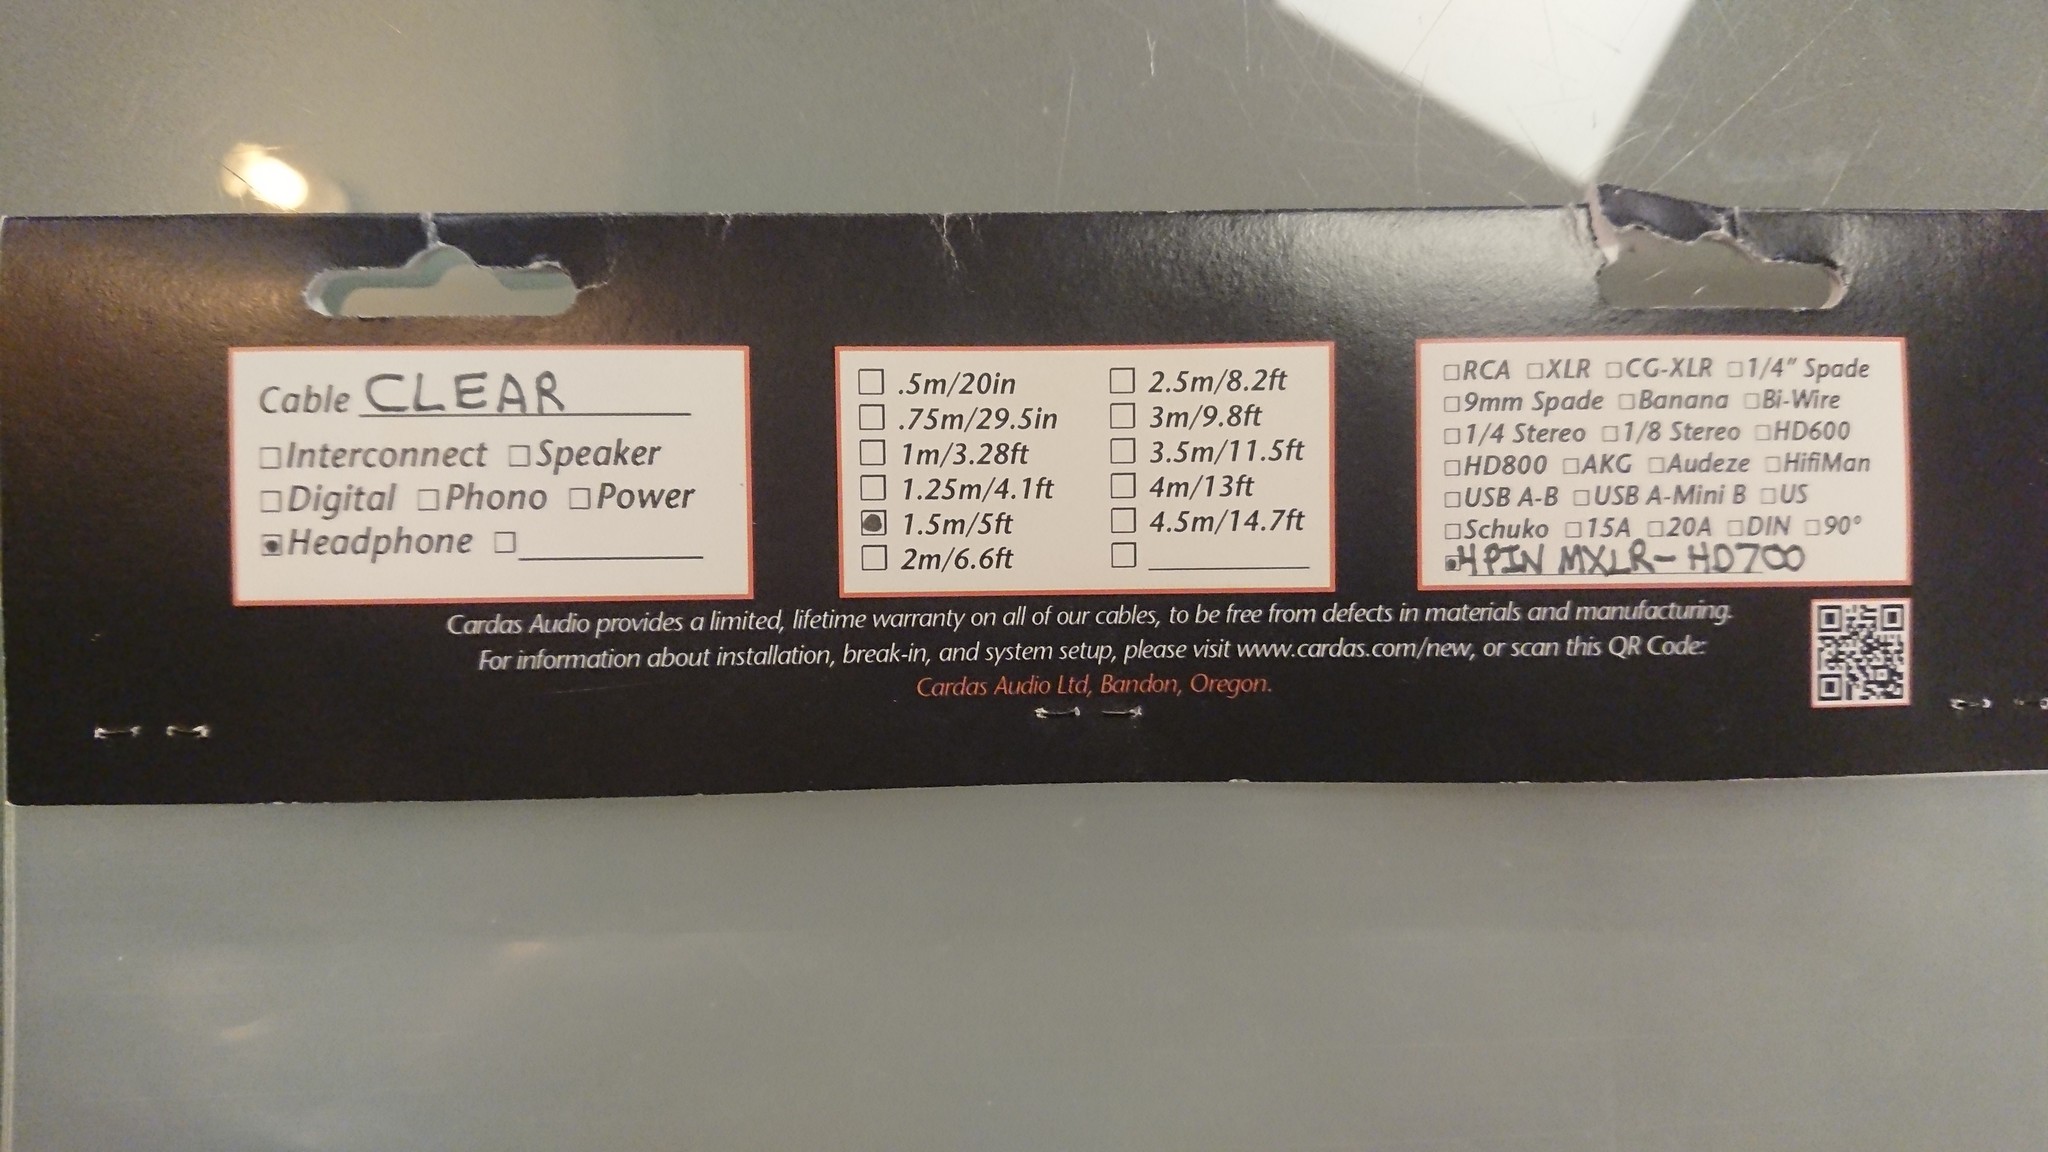 Cable CLEAR
□Interconnect □Speaker
□Digital □Phono □Power
▣Headphone □
□ .5m/20in
□ .75m/29.5in
□ 1m/3.28ft
□ 1.25m/4.1ft
▣ 1.5m/5ft
□ 2m/6.6ft
□ 2.5m/8.2ft
□ 3m/9.8ft
□ 3.5m/11.5ft
□ 4m/13ft
□ 4.5m/14.7ft
□
□RCA □XLR □CG-XLR □1/4" Spade
□9mm Spade □Banana □Bi-Wire
□1/4 Stereo □1/8 Stereo □HD600
□HD800 □AKG □Audeze □HifiMan
□USB A-B □USB A-Mini B □US
□Schuko □15A □20A □DIN □90°
▣4PIN MXLR-HD700
Cardas Audio provides a limited, lifetime warranty on all of our cables, to be free from defects in materials and manufacturing.
For information about installation, break-in, and system setup, please visit www.cardas.com/new, or scan this QR Code:
Cardas Audio Ltd, Bandon, Oregon.